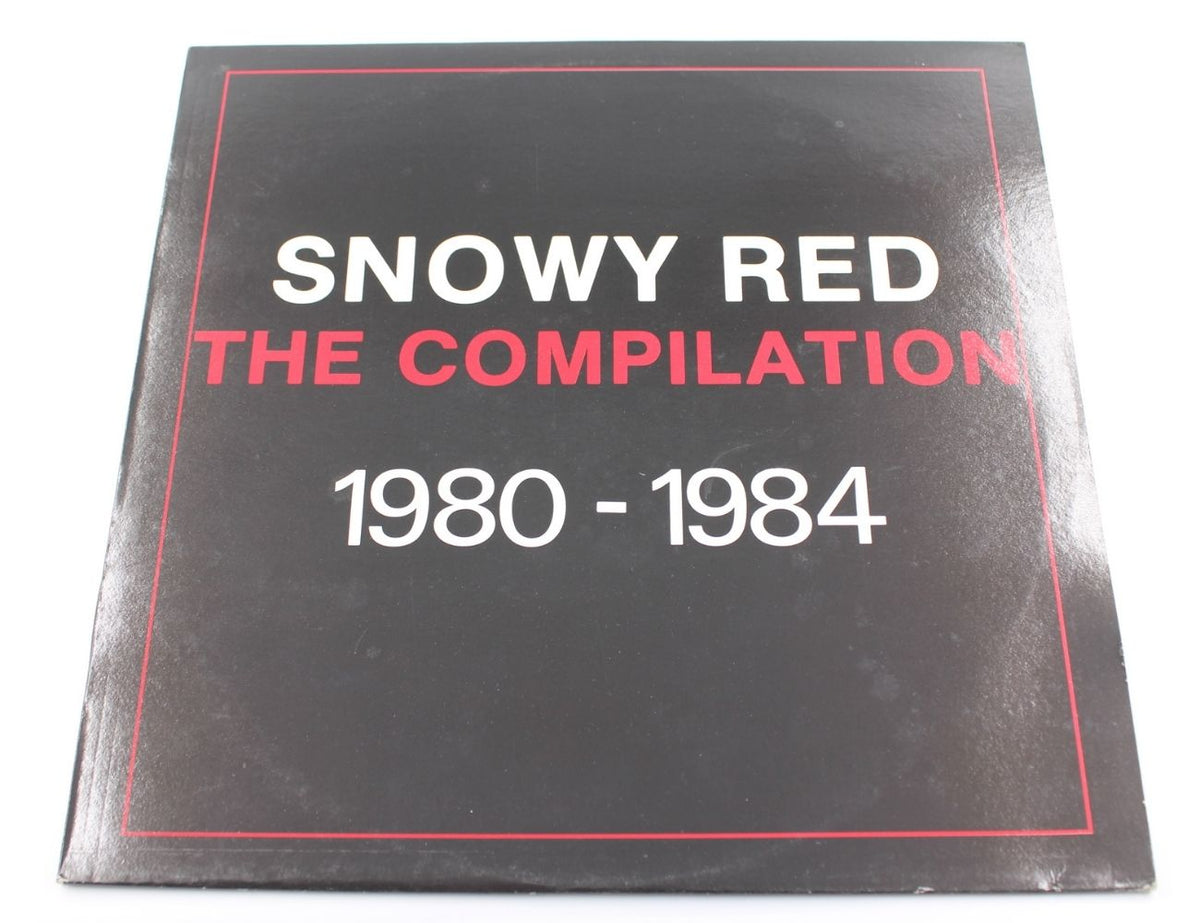 SNOWY RED
THE COMPILATION
1980 - 1984